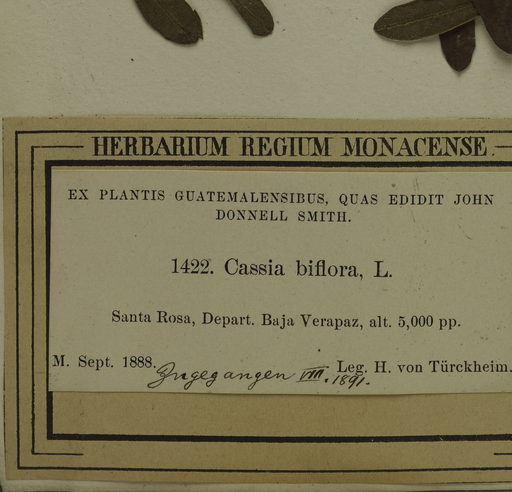 HERBARIUM REGIUM MONACENSE.
EX PLANTIS GUATEMALENSIBUS, QUAS EDIDIT JOHN
DONNELL SMITH.
1422. Cassia biflora, L.
Santa Rosa, Depart. Baja Verapaz, alt. 5,000 pp.
M. Sept. 1888. Leg. H. von Türckheim.
Zugegangen VIII. 1891.